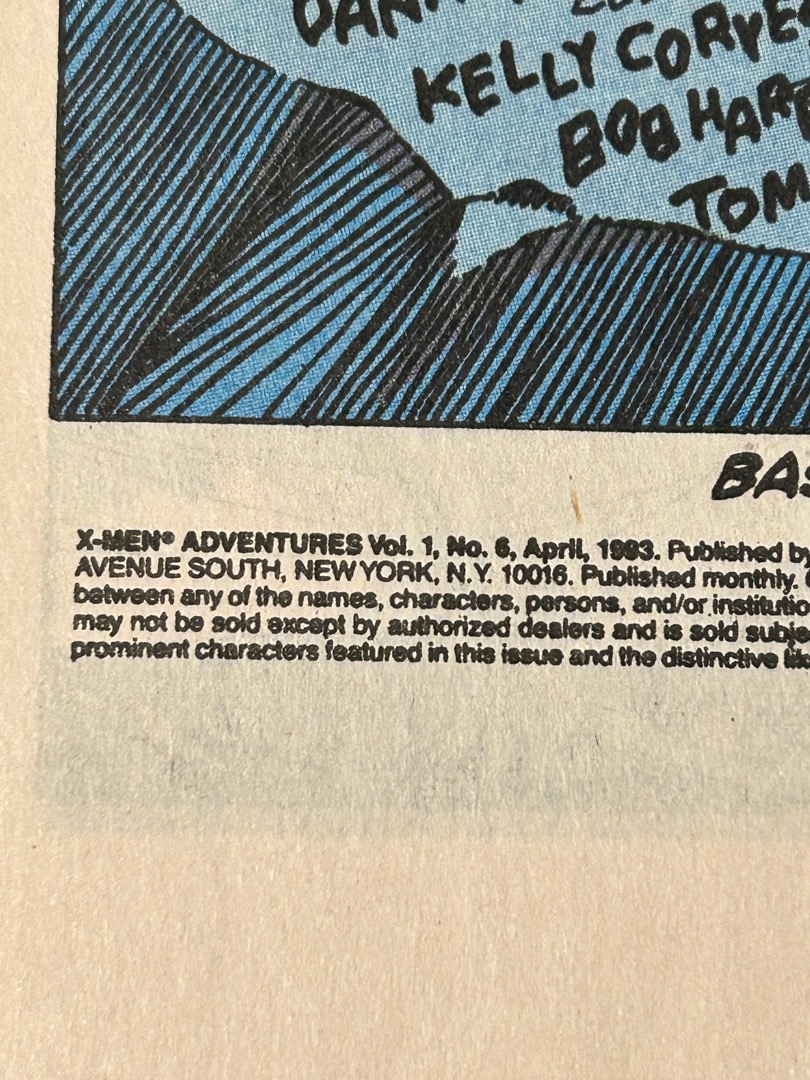 DAN
KELLY CORVE
BOB HAR
TOM
BAS
X-MEN® ADVENTURES Vol. 1, No. 6, April, 1993. Published by
AVENUE SOUTH, NEW YORK, N.Y. 10016. Published monthly.
between any of the names, characters, persons, and/or institutio
may not be sold except by authorized dealers and is sold subje
prominent characters featured in this issue and the distinctive lik